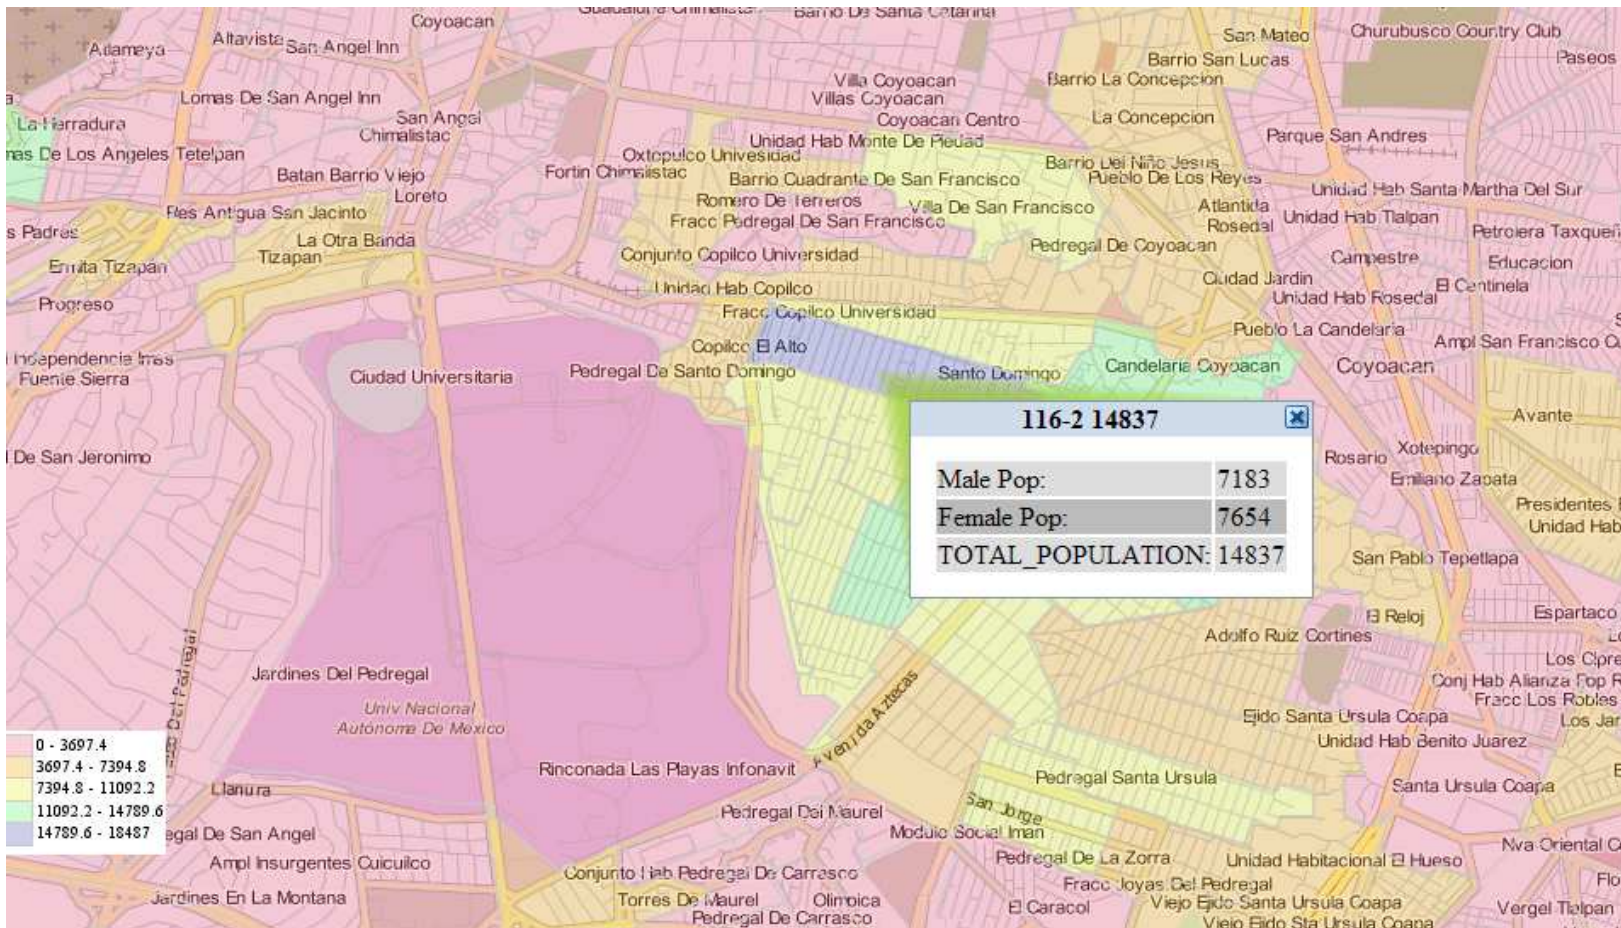 Coyoacan
Barrio De Santa Catarina
Altavista
San Angel Inn
San Mateo
Churubusco Country Club
Barrio San Lucas
Paseos
Villa Coyoacan
Barrio La Concepcion
Lomas De San Angel Inn
Villas Coyoacan
San Angel
Chimalistac
Coyoacan Centro
La Concepcion
La Herradura
Parque San Andres
Unidad Hab Monte De Piedad
Oxtopulco Univesidad
Barrio Del Niño Jesus
Batan Barrio Viejo
Fortin Chimalistac
Barrio Cuadrante De San Francisco
Pueblo De Los Reyes
Unidad Hab Santa Martha Del Sur
Loreto
Romero De Terreros
Villa De San Francisco
Atlantida
Res Antigua San Jacinto
Fracc Pedregal De San Francisco
Rosedal
Unidad Hab Tlalpan
s Padres
La Otra Banda
Tizapan
Conjunto Copilco Universidad
Pedregal De Coyoacan
Campestre
Educacion
Ermita Tizapan
Unidad Hab Copilco
Ciudad Jardin
El Centinela
Unidad Hab Rosedal
Progreso
Fracc Copilco Universidad
Pueblo La Candelaria
Copilco El Alto
Fuente Sierra
Ciudad Universitaria
Pedregal De Santo Domingo
Santo Domingo
Candelaria Coyoacan
Coyoacan
116-2 14837
Avante
De San Jeronimo
Rosario
Xotepingo
Male Pop: 7183
Emiliano Zapata
Female Pop: 7654
Presidentes
Unidad Hab
TOTAL_POPULATION: 14837
San Pablo Tepetlapa
El Reloj
Espartaco
Adolfo Ruiz Cortines
Jardines Del Pedregal
Conj Hab Alianza Pop R
Fracc Los Robles
Univ Nacional
Autónoma De Mexico
Avenida Aztecas
Ejido Santa Ursula Coapa
Los Jar
Unidad Hab Benito Juarez
0 - 3697.4
3697.4 - 7394.8
7394.8 - 11092.2
11092.2 - 14789.6
14789.6 - 18487
Rinconada Las Playas Infonavit
Pedregal Santa Ursula
Santa Ursula Coapa
Llanura
San Jorge
Pedregal Del Maurel
Modulo Social Iman
egal De San Angel
Nva Oriental C
Ampl Insurgentes Cuicuilco
Pedregal De La Zorra
Unidad Habitacional El Hueso
Conjunto Hab Pedregal De Carrasco
Fracc Joyas Del Pedregal
Jardines En La Montana
Torres De Maurel
Olimpica
El Caracol
Viejo Ejido Santa Ursula Coapa
Vergel Tlalpan
Pedregal De Carrasco
Viejo Ejido Sta Ursula Coapa